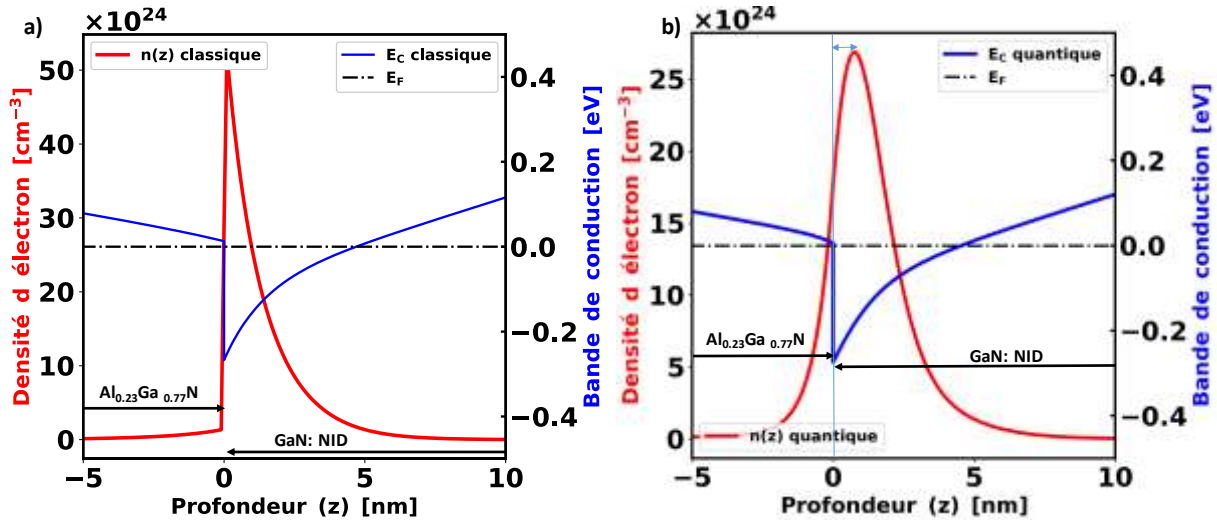 a)
×10²⁴
n(z) classique
E_C classique
E_F
50
40
30
20
10
0
0.4
0.2
0.0
−0.2
−0.4
Densité d électron [cm⁻³]
Bande de conduction [eV]
Al₀.₂₃Ga ₀.₇₇N
GaN: NID
−5
0
5
10
Profondeur (z) [nm]
b)
×10²⁴
E_C quantique
E_F
25
20
15
10
5
0
0.4
0.2
0.0
−0.2
−0.4
Densité d électron [cm⁻³]
Bande de conduction [eV]
Al₀.₂₃Ga ₀.₇₇N
GaN: NID
n(z) quantique
−5
0
5
10
Profondeur (z) [nm]